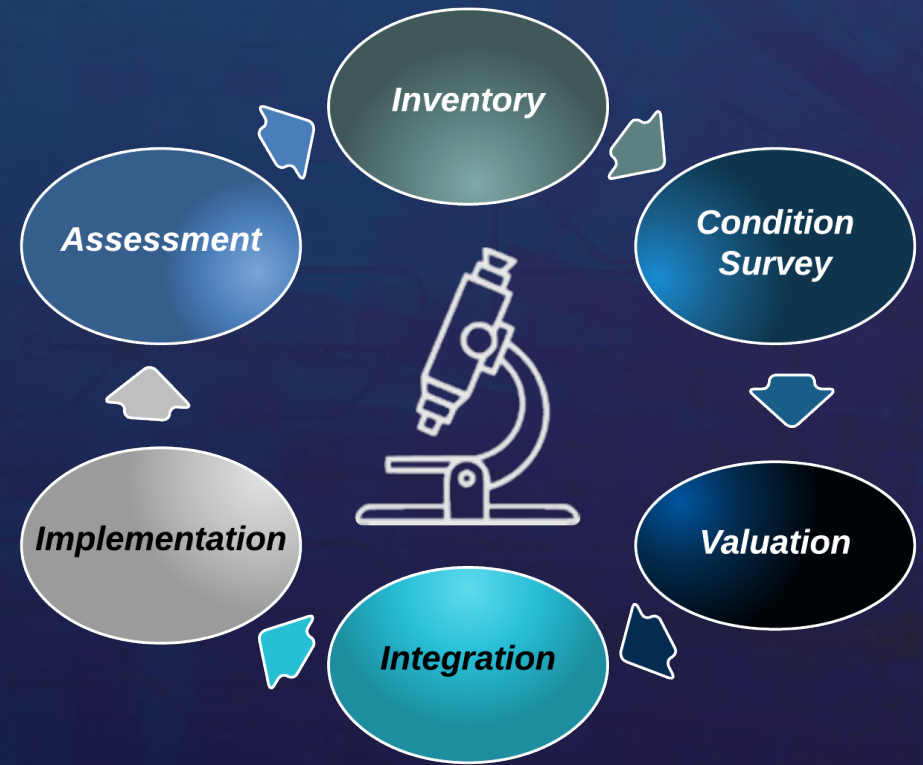 Inventory
Condition
Survey
Valuation
Integration
Implementation
Assessment